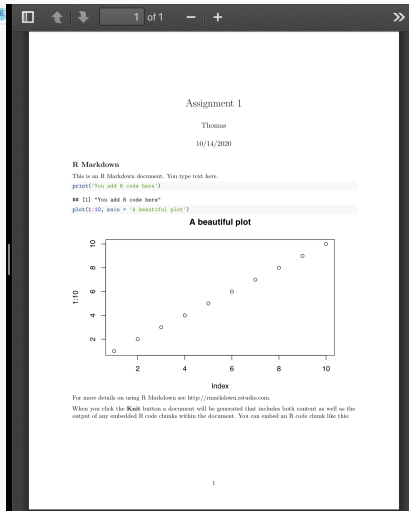 1 of 1
Assignment 1
Thomas
10/14/2020
R Markdown
This is an R Markdown document. You type text here.
print('You add R code here')
## [1] "You add R code here"
plot(1:10, main = 'A beautiful plot')
A beautiful plot
10
8
6
4
2
1:10
2 4 6 8 10
Index
For more details on using R Markdown see http://rmarkdown.rstudio.com.
When you click the Knit button a document will be generated that includes both content as well as the
output of any embedded R code chunks within the document. You can embed an R code chunk like this:
1